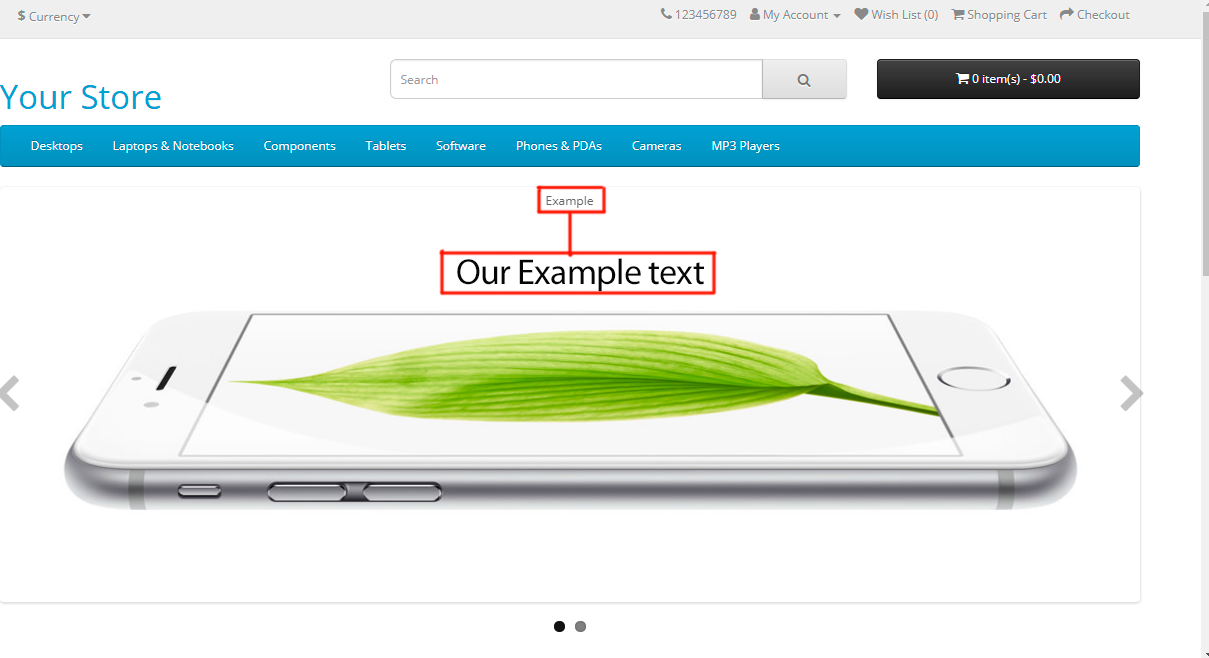 $ Currency
123456789 My Account Wish List (0) Shopping Cart Checkout
Search
0 item(s) - $0.00
Your Store
Desktops Laptops & Notebooks Components Tablets Software Phones & PDAs Cameras MP3 Players
Example
Our Example text